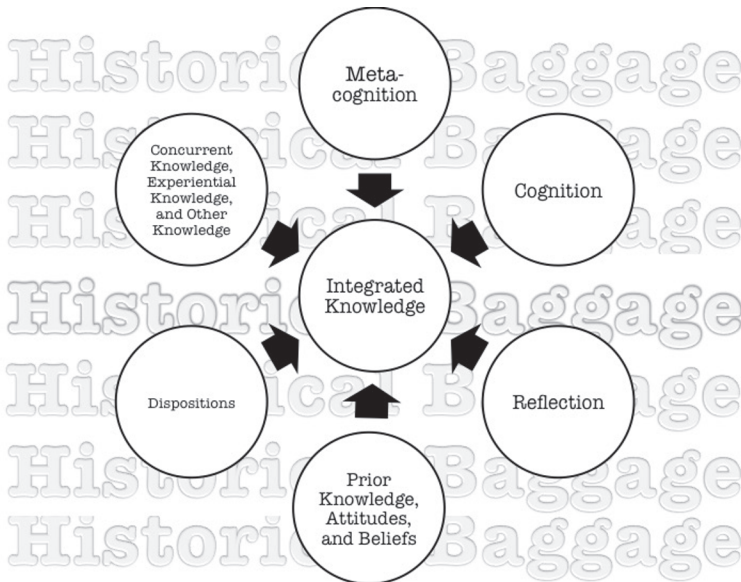 Historical Baggage
Meta-
cognition
Historical Baggage
Concurrent
Knowledge,
Experiential
Knowledge,
and Other
Knowledge
Cognition
Historical Baggage
Integrated
Knowledge
Historical Baggage
Historical Baggage
Dispositions
Reflection
Historical Baggage
Prior
Knowledge,
Attitudes,
and Beliefs
Historical Baggage